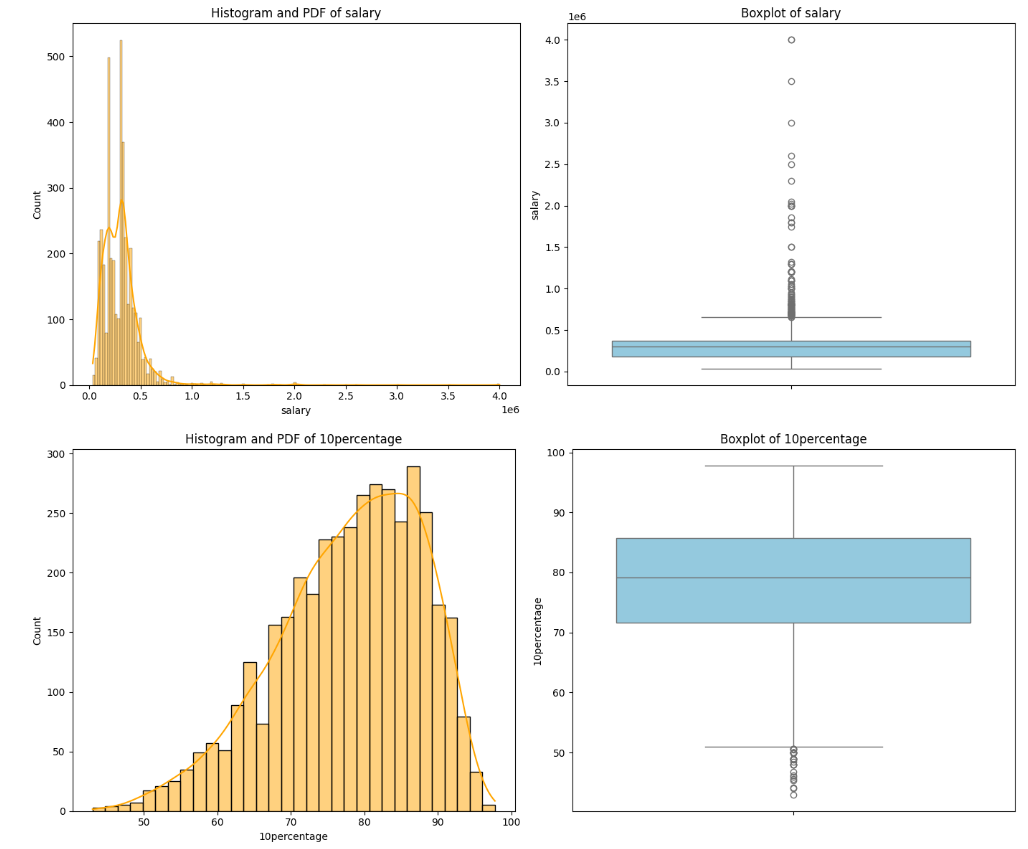 Histogram and PDF of salary
500
400
300
200
100
0
Count
0.0 0.5 1.0 1.5 2.0 2.5 3.0 3.5 4.0
1e6
salary
Boxplot of salary
1e6
4.0
3.5
3.0
2.5
2.0
1.5
1.0
0.5
0.0
salary
Histogram and PDF of 10percentage
300
250
200
150
100
50
0
Count
50 60 70 80 90 100
10percentage
Boxplot of 10percentage
100
90
80
70
60
50
10percentage